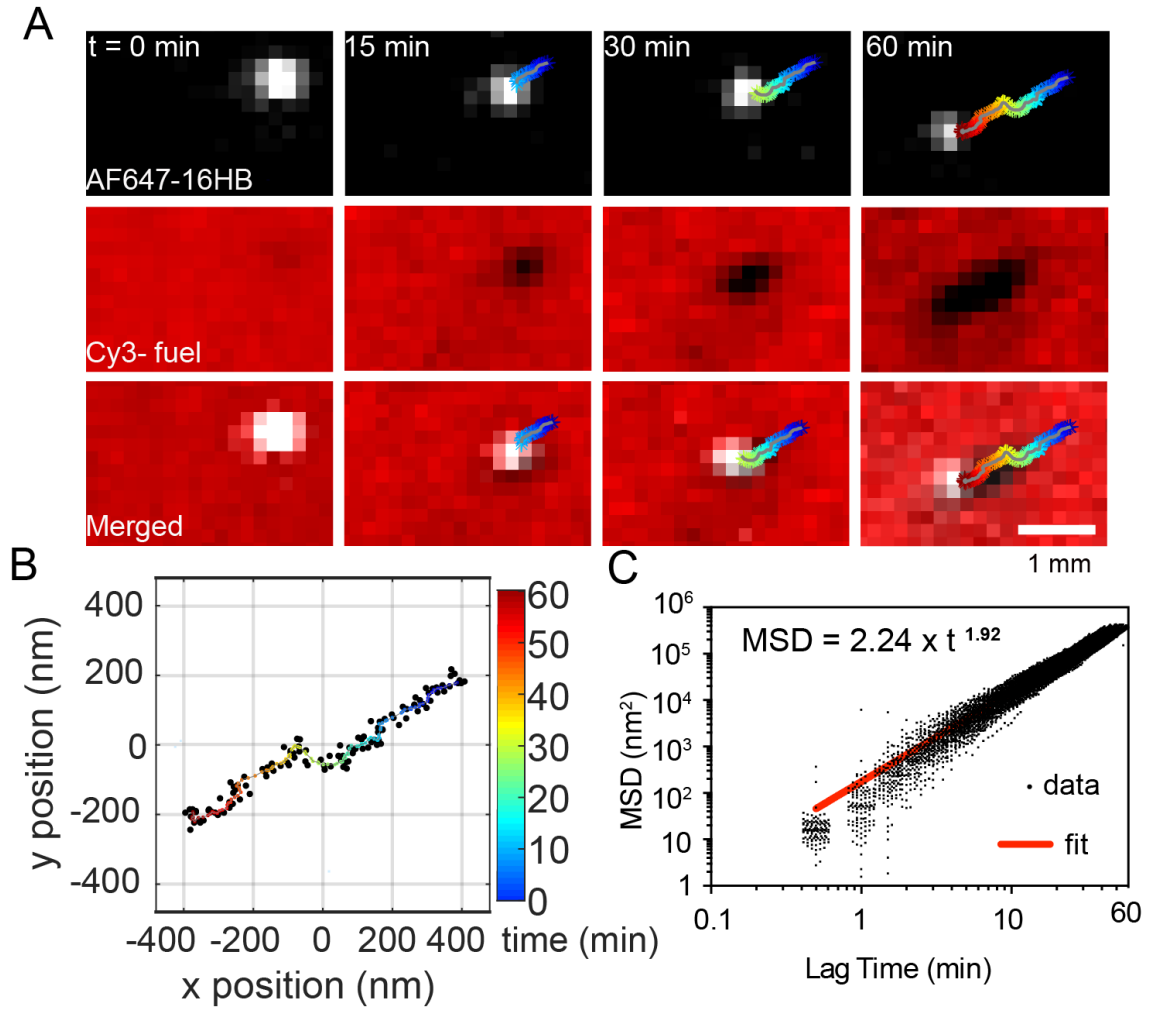 A
t = 0 min
15 min
30 min
60 min
AF647-16HB
Cy3- fuel
Merged
1 mm
B
400
200
0
-200
-400
y position (nm)
-400 -200 0 200 400
x position (nm)
60
50
40
30
20
10
0
time (min)
C
MSD = 2.24 x t 1.92
10⁶
10⁵
10⁴
10³
10²
10
1
MSD (nm²)
data
fit
0.1 1 10 60
Lag Time (min)